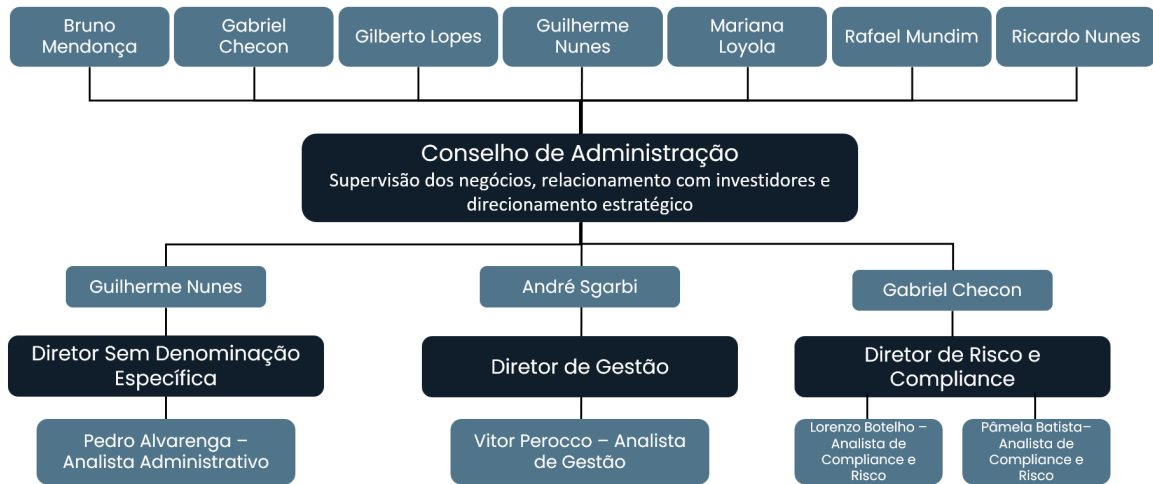 Bruno
Mendonça
Gabriel
Checon
Gilberto Lopes
Guilherme
Nunes
Mariana
Loyola
Rafael Mundim
Ricardo Nunes
Conselho de Administração
Supervisão dos negócios, relacionamento com investidores e
direcionamento estratégico
Guilherme Nunes
André Sgarbi
Gabriel Checon
Diretor Sem Denominação
Específica
Diretor de Gestão
Diretor de Risco e
Compliance
Pedro Alvarenga –
Analista Administrativo
Vitor Perocco – Analista
de Gestão
Lorenzo Botelho –
Analista de
Compliance e
Risco
Pâmela Batista–
Analista de
Compliance e
Risco